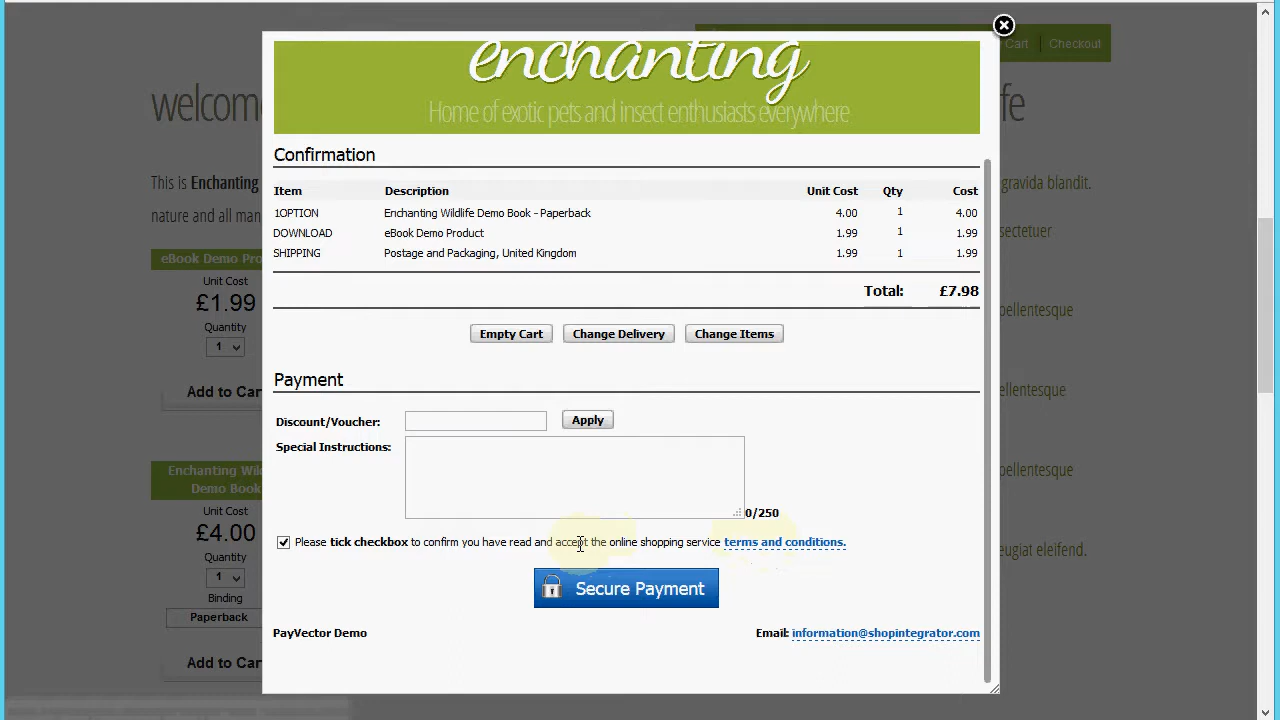 Cart Checkout
enchanting
Home of exotic pets and insect enthusiasts everywhere
welcom fe
Confirmation
This is Enchanting gravida blandit.
Item Description Unit Cost Qty Cost
1OPTION Enchanting Wildlife Demo Book - Paperback 4.00 1 4.00
nature and all man sectetuer
DOWNLOAD eBook Demo Product 1.99 1 1.99
SHIPPING Postage and Packaging, United Kingdom 1.99 1 1.99
eBook Demo Pro
Unit Cost
Total: £7.98
£1.99
ellentesque
Quantity
1
Empty Cart Change Delivery Change Items
Payment
Add to Car
ellentesque
Discount/Voucher: Apply
Special Instructions:
Enchanting Wil
Demo Book
pellentesque
Unit Cost
0/250
£4.00
Please tick checkbox to confirm you have read and accept the online shopping service terms and conditions.
feugiat eleifend.
Quantity
1
Secure Payment
Binding
Paperback
PayVector Demo Email: information@shopintegrator.com
Add to Car